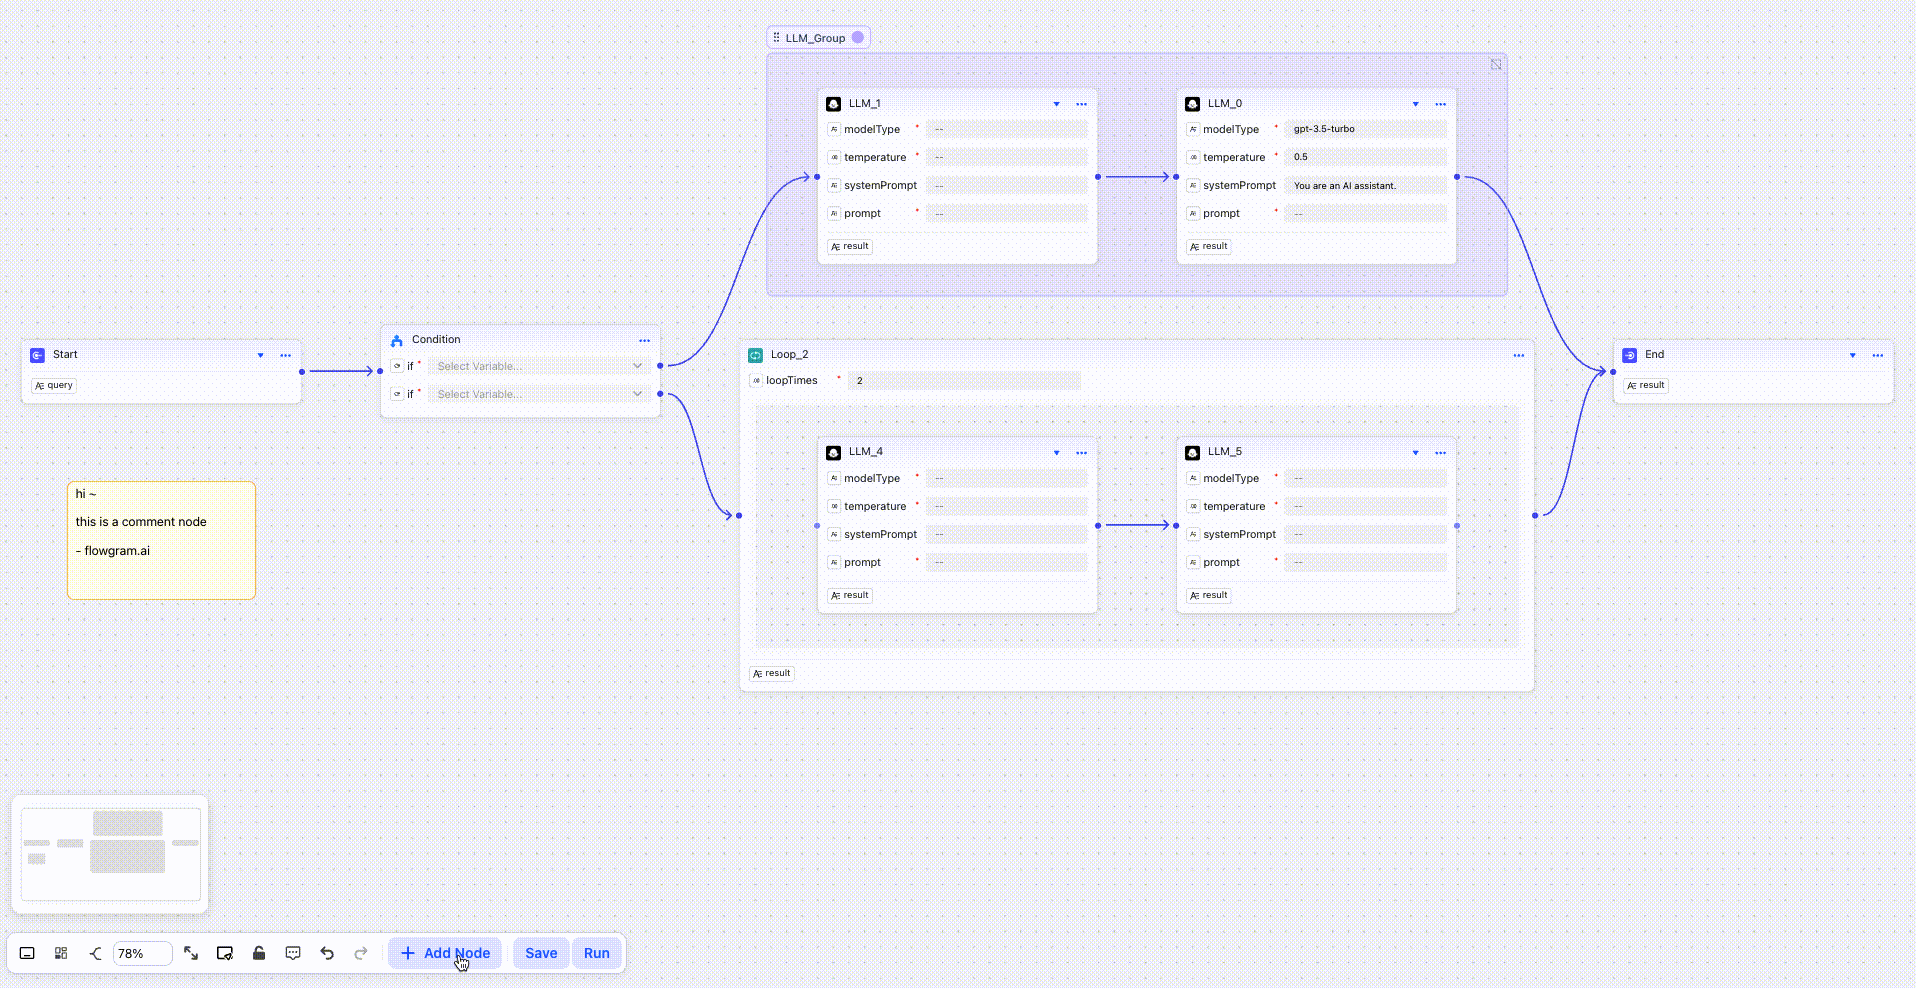 LLM_Group
LLM_1
modelType * --
temperature * --
systemPrompt --
prompt * --
result
LLM_0
modelType * gpt-3.5-turbo
temperature * 0.5
systemPrompt You are an AI assistant.
prompt * --
result
Start
query
Condition
if * Select Variable...
if * Select Variable...
Loop_2
loopTimes * 2
LLM_4
modelType * --
temperature * --
systemPrompt --
prompt * --
result
LLM_5
modelType * --
temperature * --
systemPrompt --
prompt * --
result
result
End
result
hi ~
this is a comment node
- flowgram.ai
78%
Add Node
Save
Run